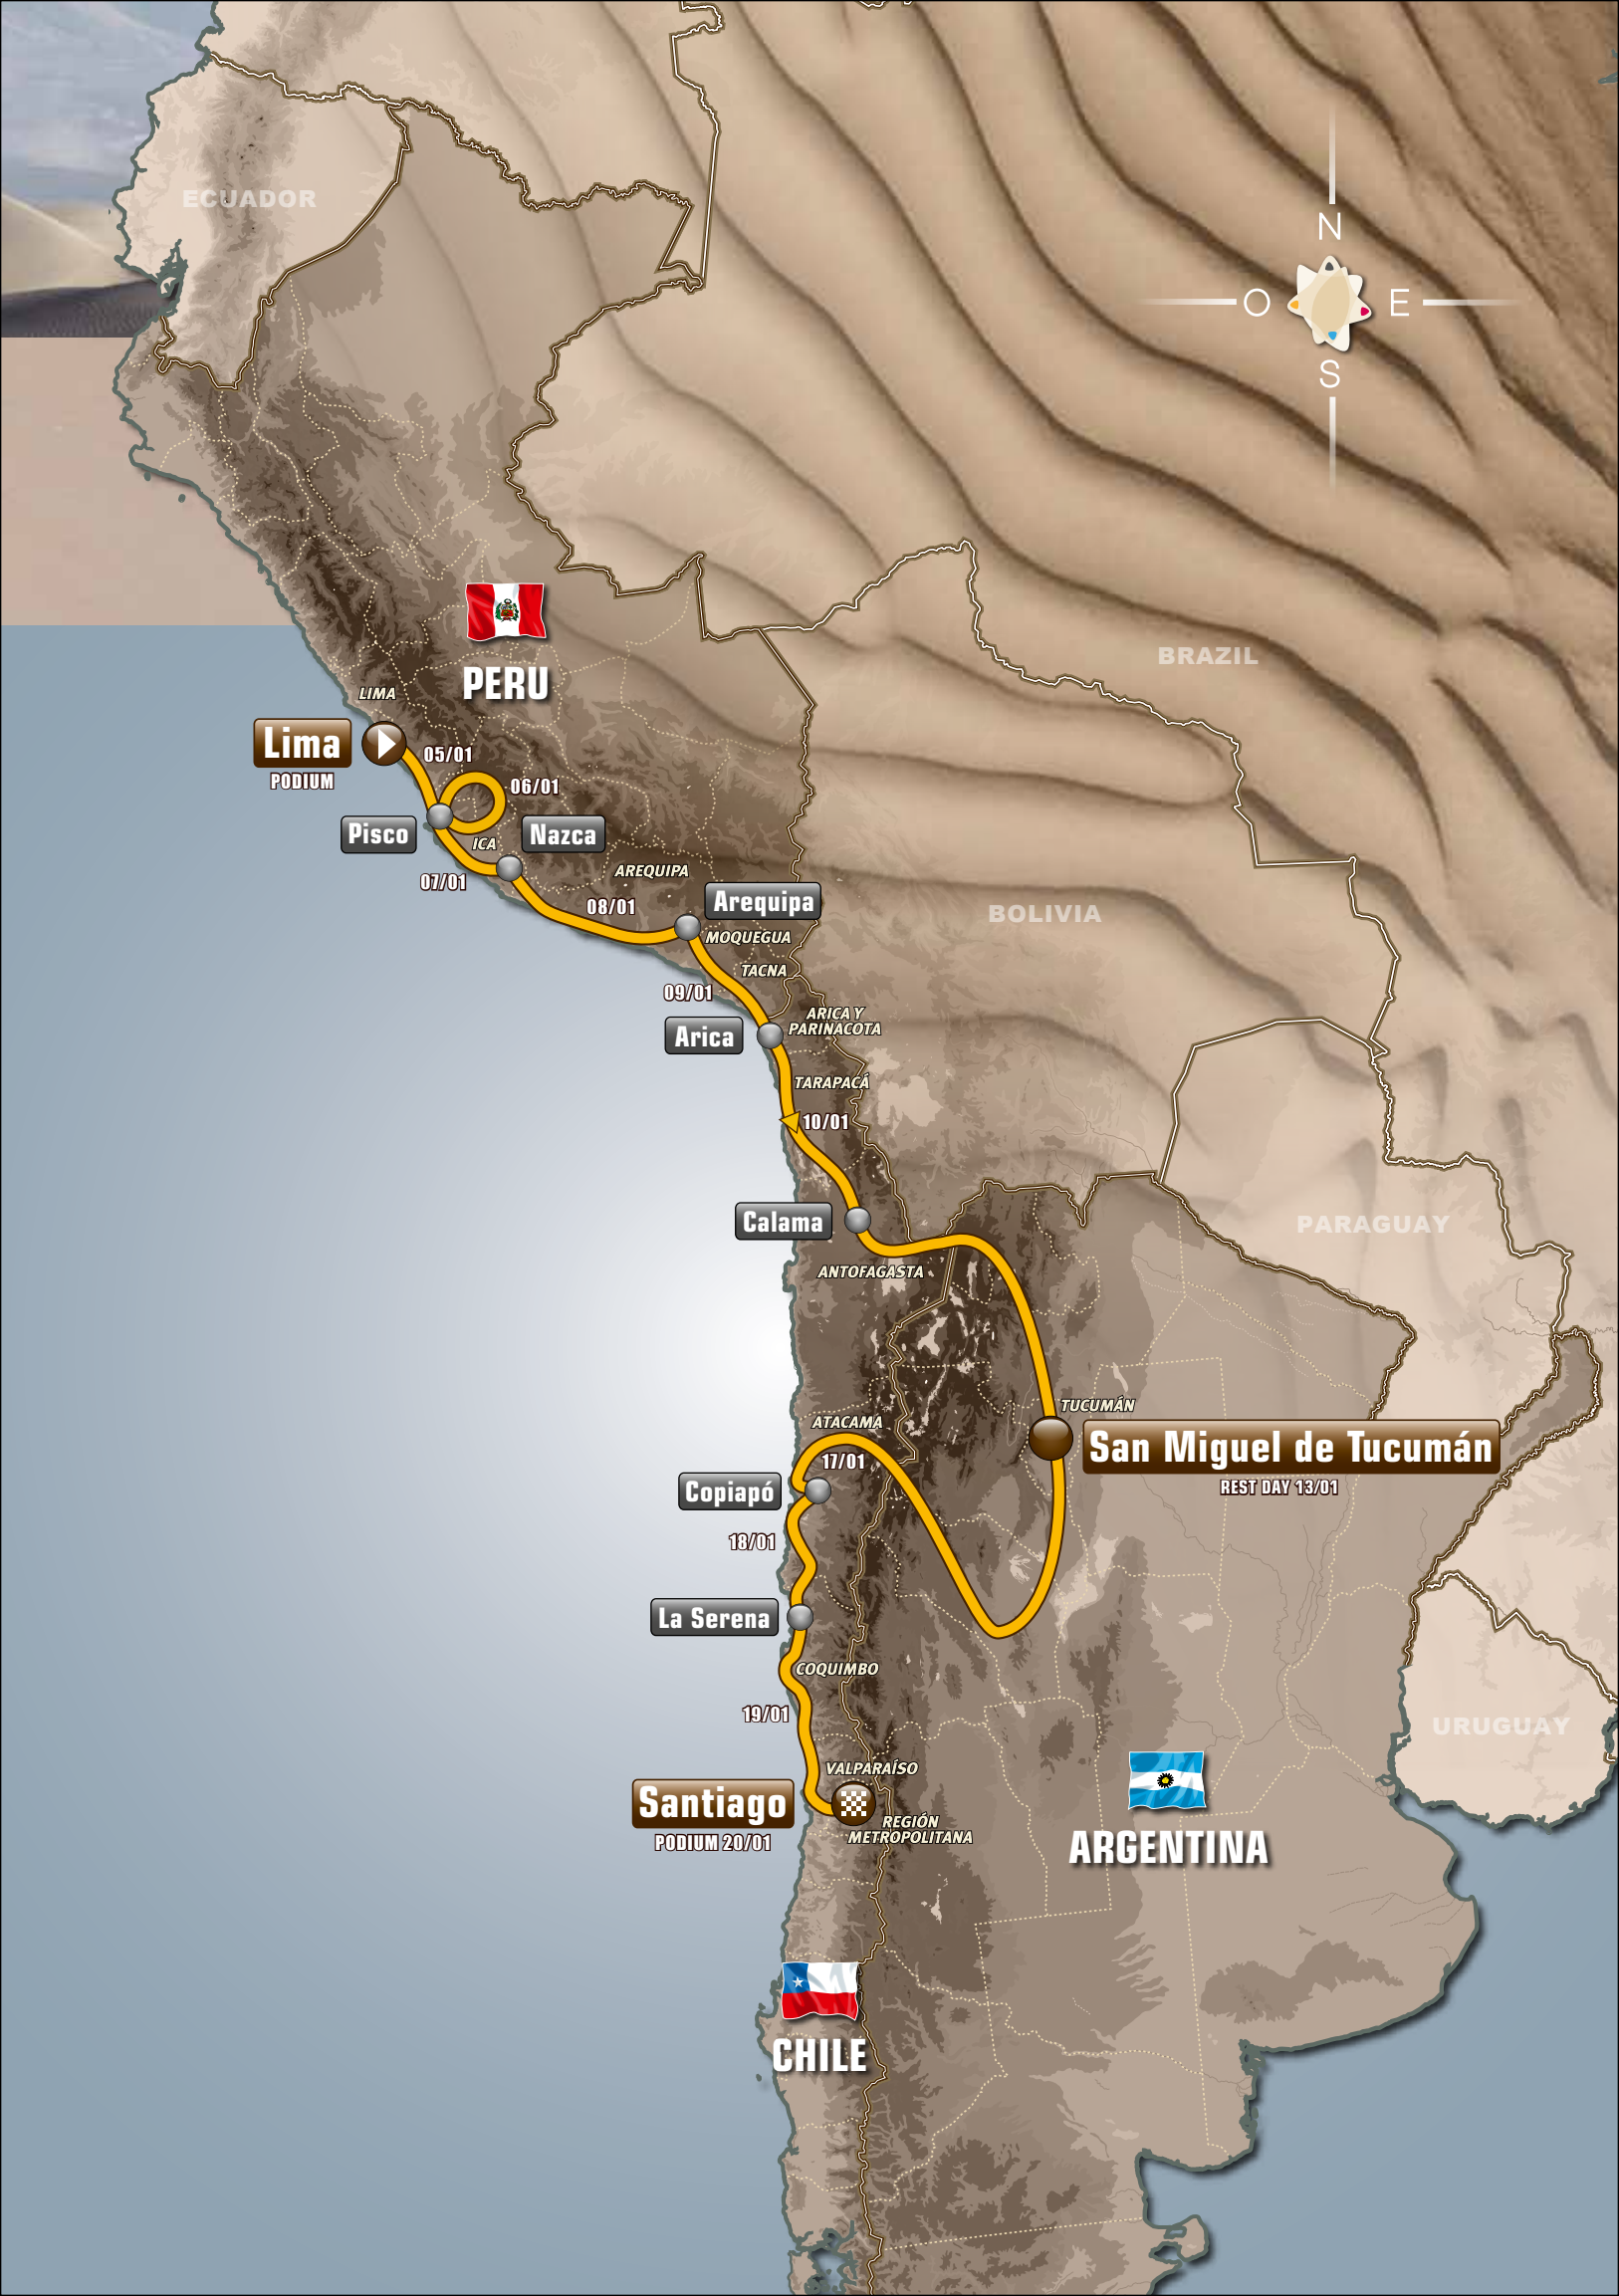 ECUADOR
N
O
E
S
PERU
BRAZIL
LIMA
Lima
PODIUM
05/01
06/01
Pisco
ICA
Nazca
07/01
AREQUIPA
08/01
Arequipa
BOLIVIA
MOQUEGUA
TACNA
09/01
ARICA Y
PARINACOTA
Arica
TARAPACÁ
10/01
Calama
PARAGUAY
ANTOFAGASTA
TUCUMÁN
San Miguel de Tucumán
REST DAY 13/01
ATACAMA
17/01
Copiapó
18/01
La Serena
COQUIMBO
19/01
URUGUAY
VALPARAÍSO
Santiago
PODIUM 20/01
REGIÓN
METROPOLITANA
ARGENTINA
CHILE